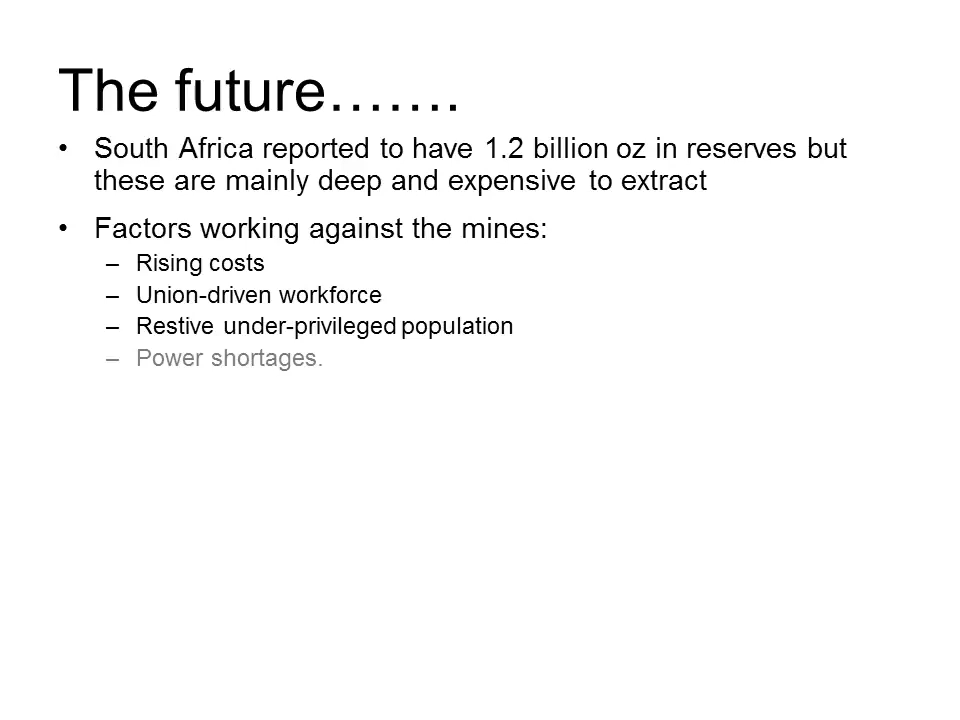 The future…….
• South Africa reported to have 1.2 billion oz in reserves but
these are mainly deep and expensive to extract
• Factors working against the mines:
– Rising costs
– Union-driven workforce
– Restive under-privileged population
– Power shortages.